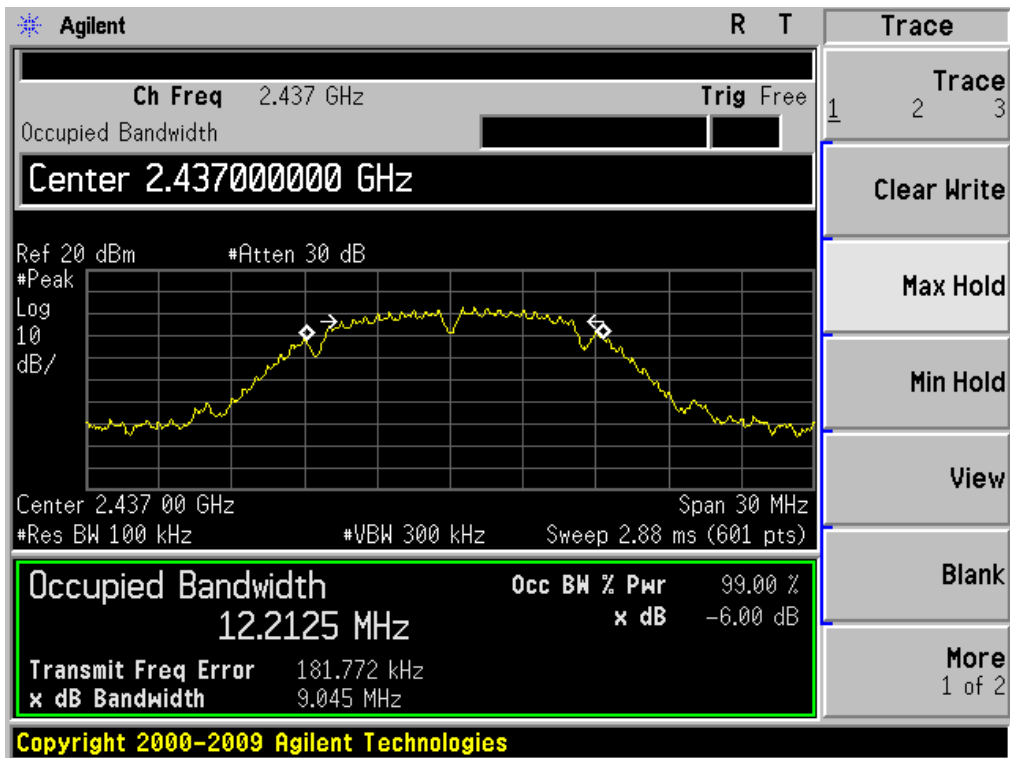 Agilent R T Trace
Ch Freq 2.437 GHz Trig Free
Occupied Bandwidth
Center 2.437000000 GHz
Ref 20 dBm #Atten 30 dB
#Peak
Log
10
dB/
Center 2.437 00 GHz Span 30 MHz
#Res BW 100 kHz #VBW 300 kHz Sweep 2.88 ms (601 pts)
Occupied Bandwidth Occ BW % Pwr 99.00 %
12.2125 MHz x dB -6.00 dB
Transmit Freq Error 181.772 kHz
x dB Bandwidth 9.045 MHz
Copyright 2000-2009 Agilent Technologies
Trace
1 2 3
Clear Write
Max Hold
Min Hold
View
Blank
More
1 of 2